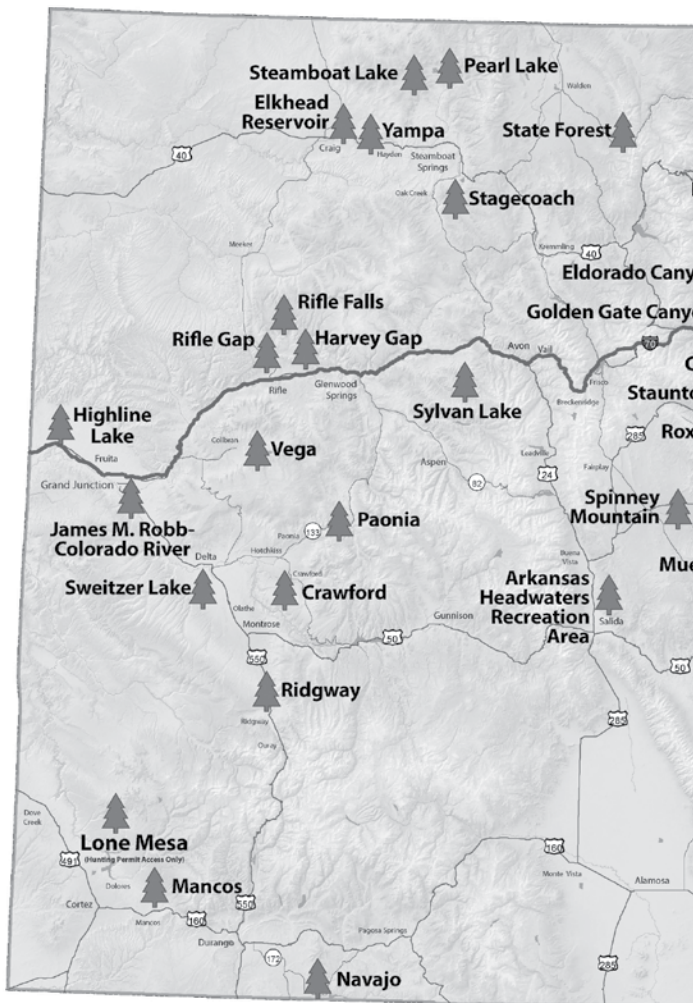 Steamboat Lake
Pearl Lake
Walden
Elkhead
Reservoir
Yampa
State Forest
40
Craig
Hayden
Steamboat
Springs
Oak Creek
Stagecoach
Meeker
Kremmling
40
Eldorado Cany
Rifle Falls
Golden Gate Canyo
Rifle Gap
Harvey Gap
Avon
Vail
70
Rifle
Glenwood
Springs
Frisco
Sylvan Lake
Breckenridge
Staunto
Highline
Lake
285
Rox
Fruita
Collbran
Vega
Leadville
Aspen
Fairplay
24
82
Grand Junction
Spinney
Mountain
James M. Robb-
Colorado River
Paonia
133
Paonia
Hotchkiss
Delta
Buena
Vista
Mue
Crawford
Sweitzer Lake
Crawford
Arkansas
Headwaters
Recreation
Area
Olathe
Gunnison
Salida
Montrose
50
550
50
Ridgway
Ridgway
285
Ouray
Dove
Creek
Lone Mesa
(Hunting Permit Access Only)
491
160
Dolores
Mancos
Monte Vista
Alamosa
Cortez
550
Mancos
160
Pagosa Springs
Durango
172
285
Navajo